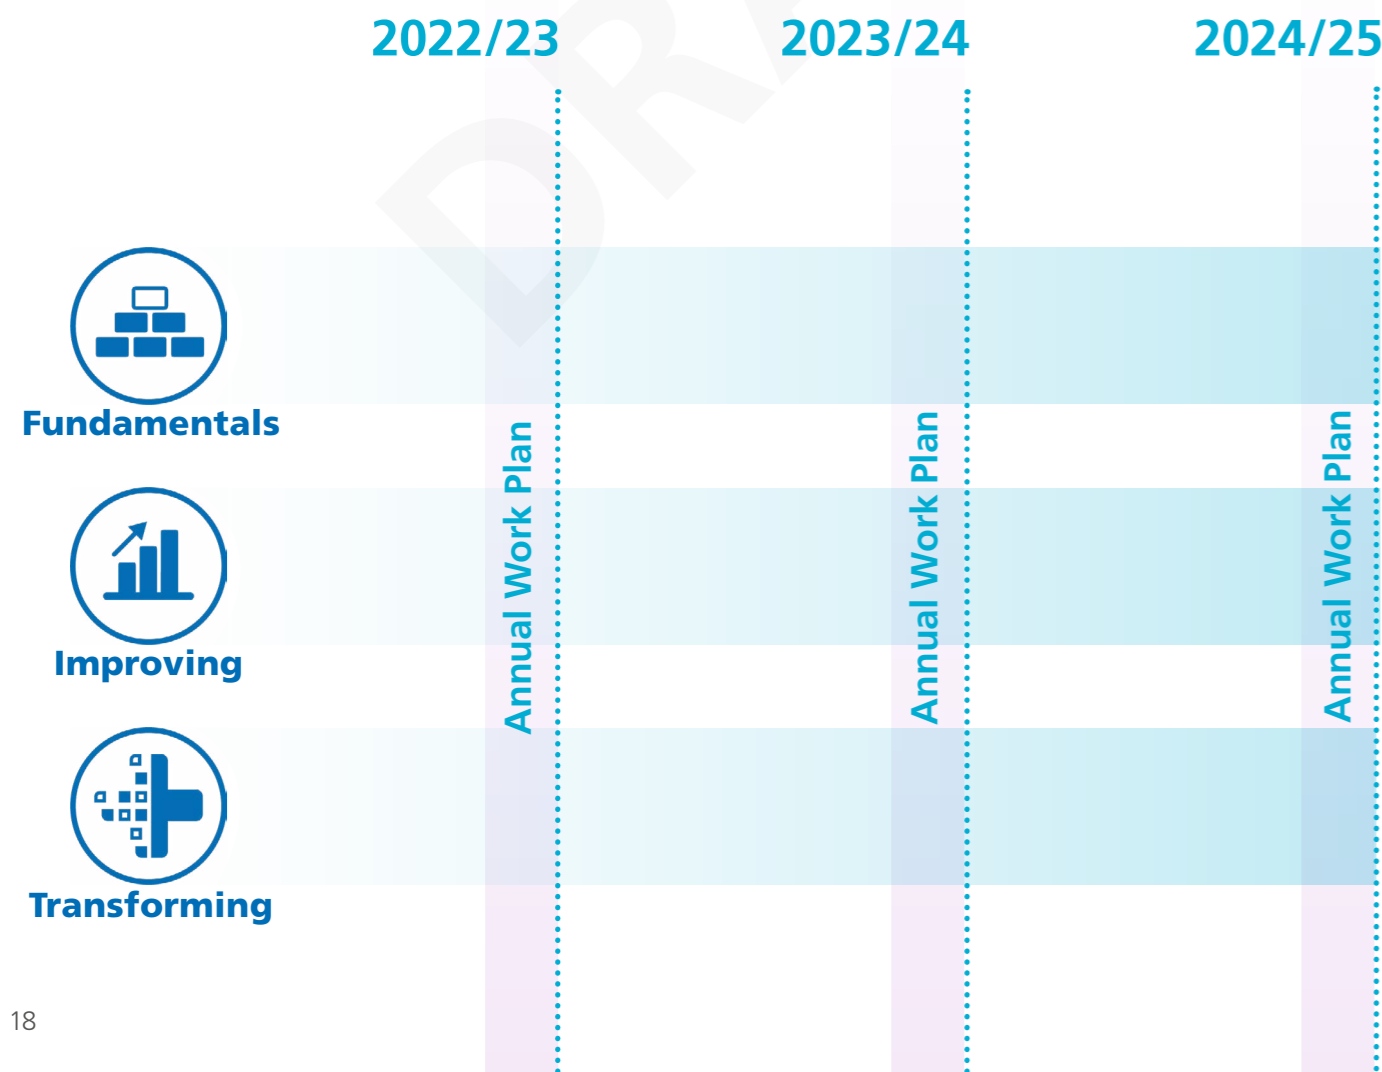 2022/23
2023/24
2024/25
Fundamentals
Improving
Transforming
Annual Work Plan
Annual Work Plan
Annual Work Plan
18